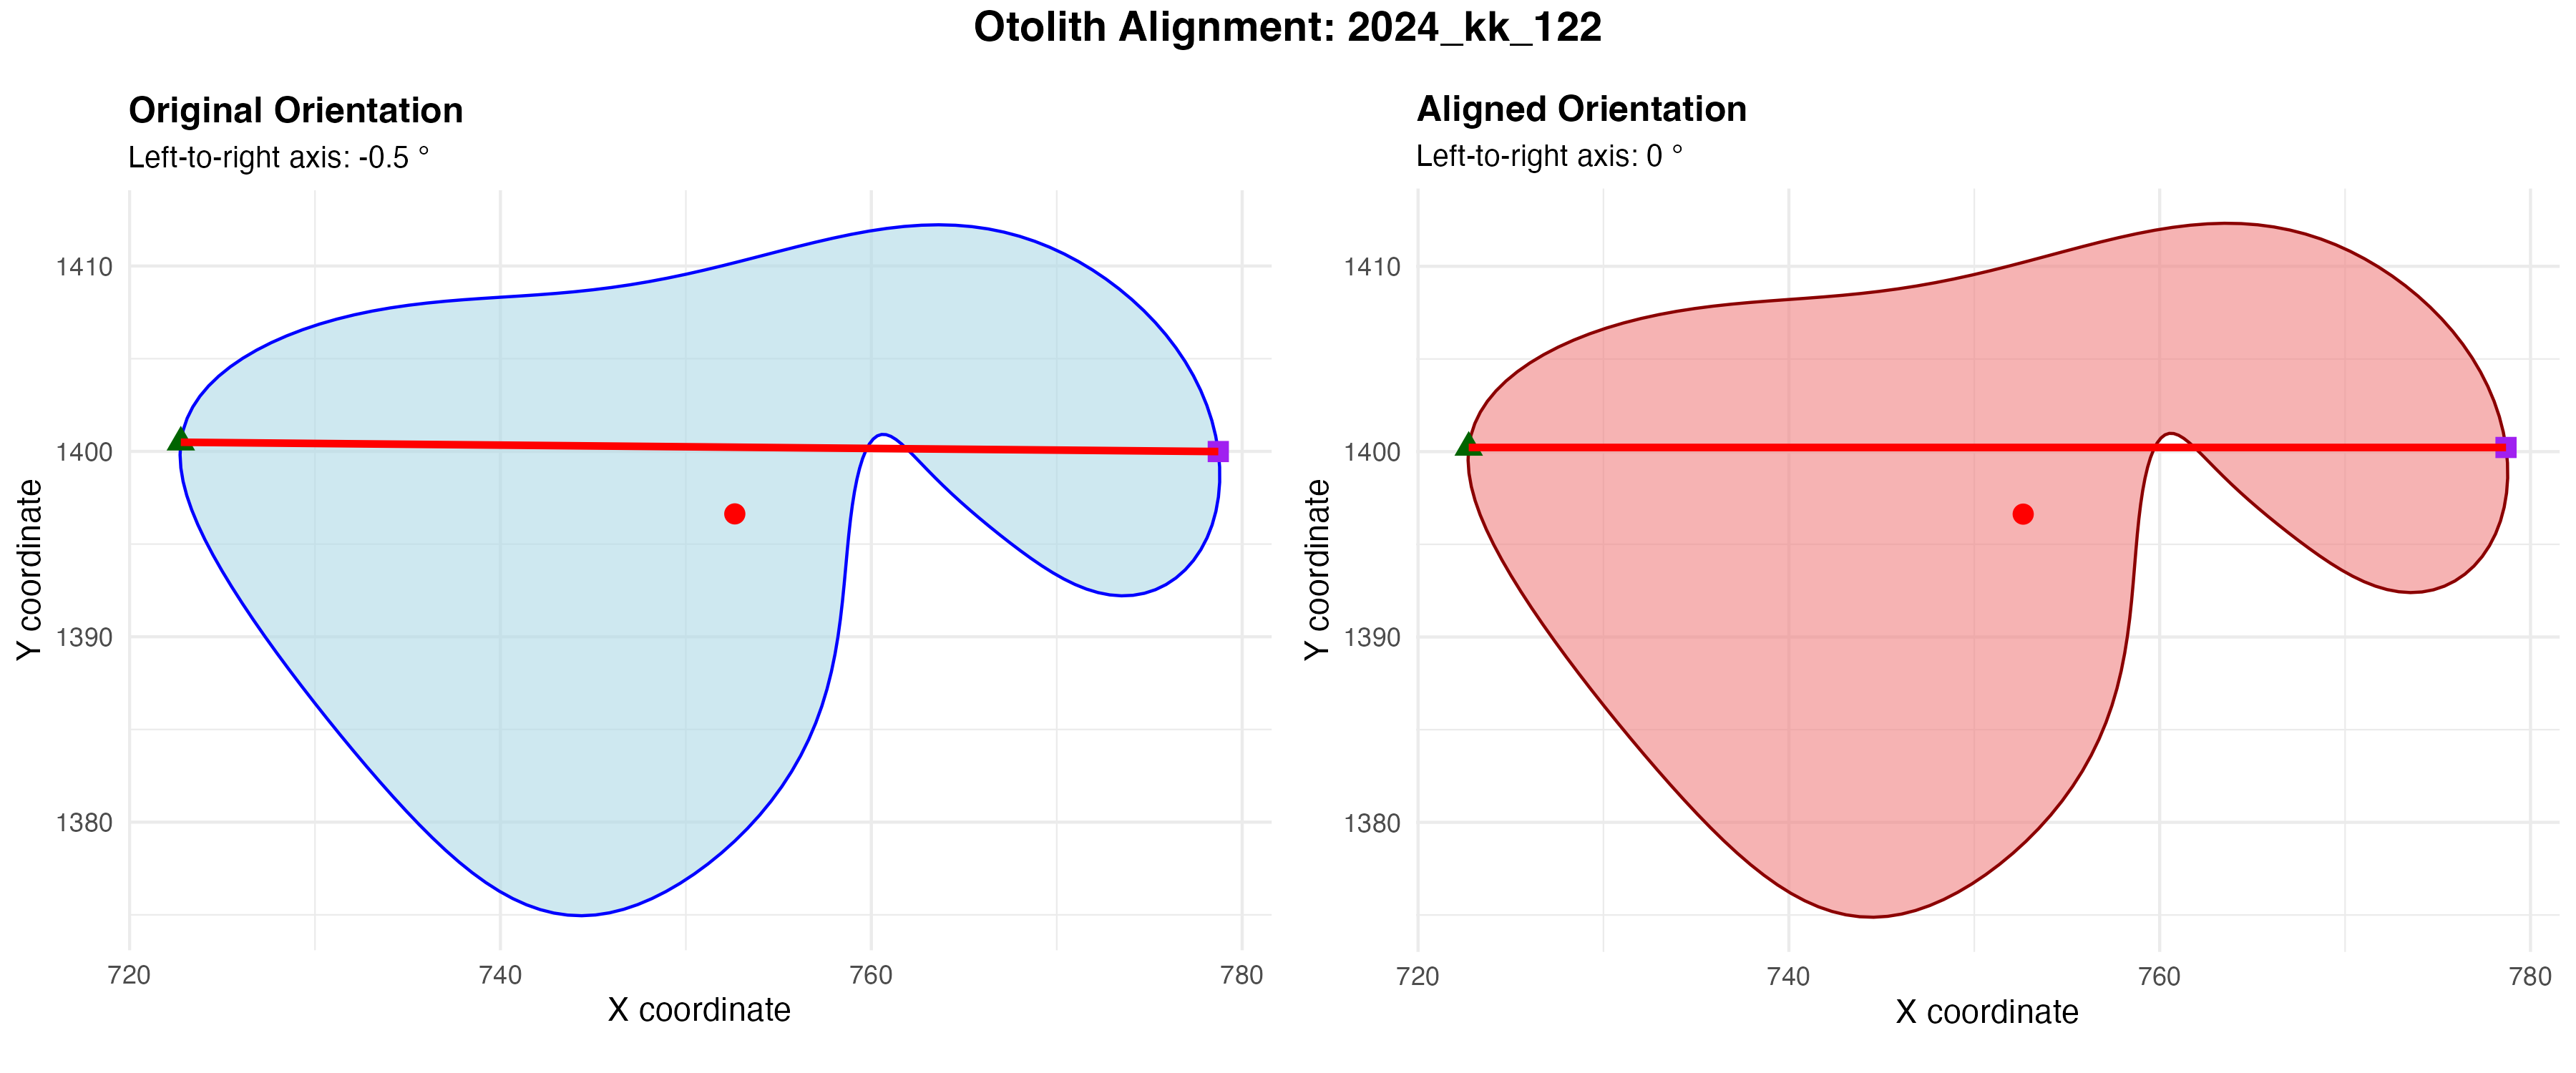 Otolith Alignment: 2024_kk_122
Original Orientation
Left-to-right axis: -0.5 °
Y coordinate
1410
1400
1390
1380
720 740 760 780
X coordinate
Aligned Orientation
Left-to-right axis: 0 °
Y coordinate
1410
1400
1390
1380
720 740 760 780
X coordinate